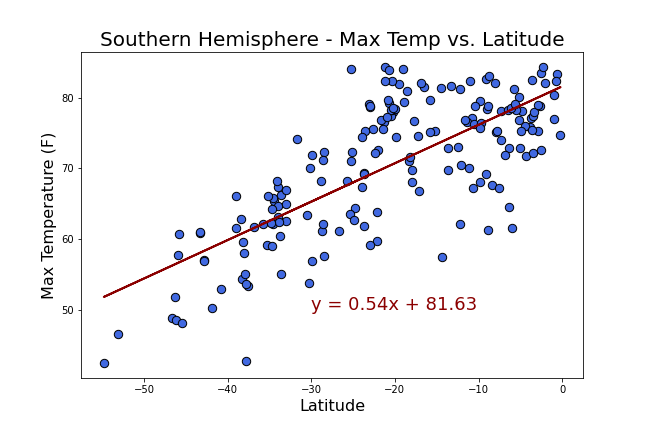 Southern Hemisphere - Max Temp vs. Latitude
Max Temperature (F)
80
70
60
50
y = 0.54x + 81.63
−50
−40
−30
−20
−10
0
Latitude